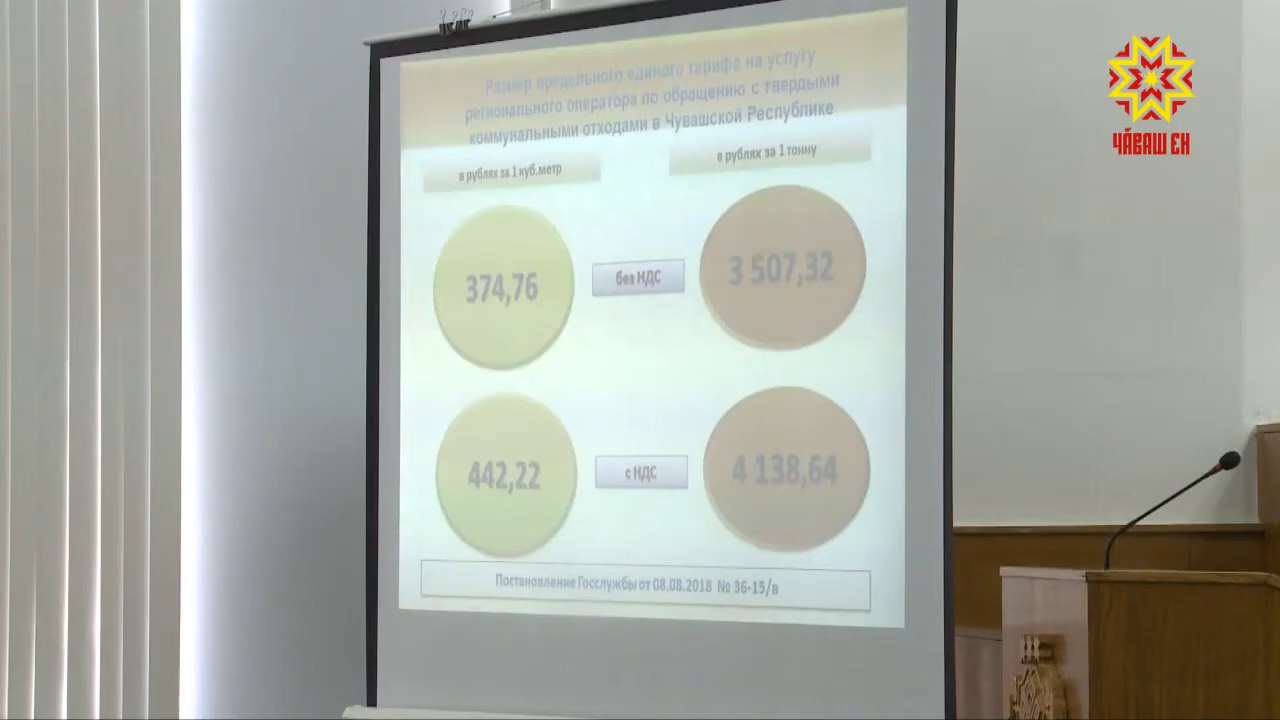 Размер предельного единого тарифа на услугу
регионального оператора по обращению с твердыми
коммунальными отходами в Чувашской Республике
в рублях за 1 куб.метр
в рублях за 1 тонну
374,76
без НДС
3 507,32
442,22
с НДС
4 138,64
Постановление Госслужбы от 08.08.2018 № 36-15/в
ЧӐВАШ ЕН